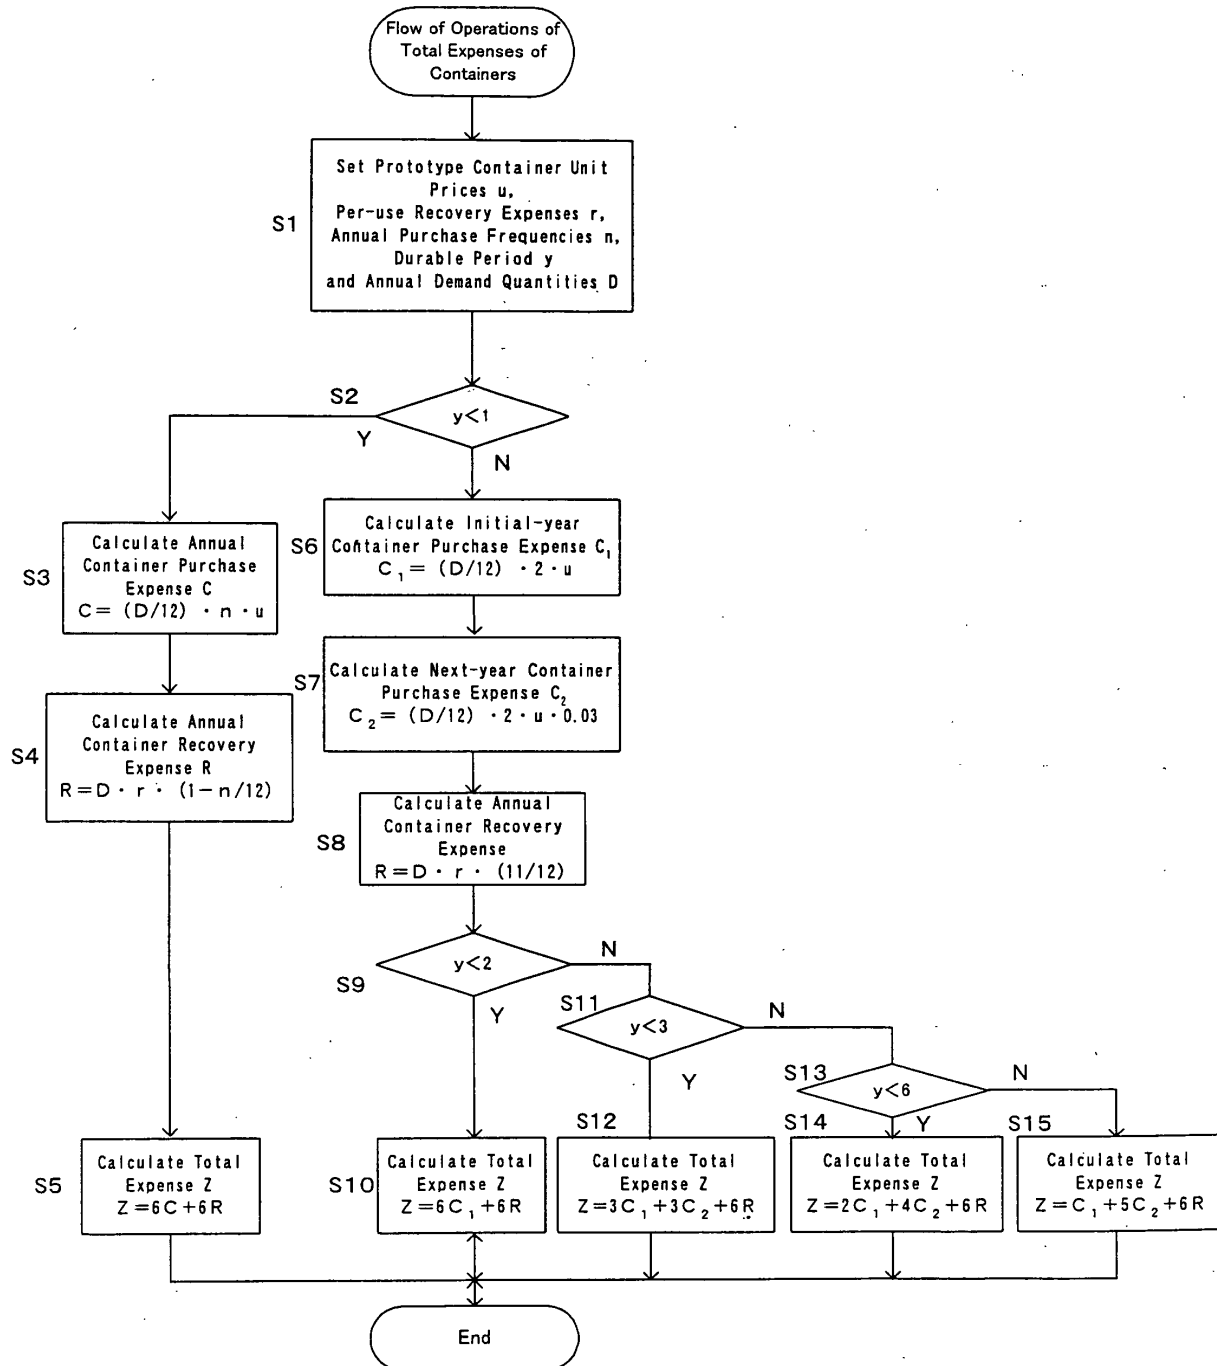 Flow of Operations of
Total Expenses of
Containers
S1
Set Prototype Container Unit
Prices u,
Per-use Recovery Expenses r,
Annual Purchase Frequencies n,
Durable Period y
and Annual Demand Quantities D
S2
y<1
Y
N
S3
Calculate Annual
Container Purchase
Expense C
C= (D/12) · n · u
S4
Calculate Annual
Container Recovery
Expense R
R=D · r · (1−n/12)
S6
Calculate Initial-year
Container Purchase Expense C₁
C₁= (D/12) · 2 · u
S7
Calculate Next-year Container
Purchase Expense C₂
C₂= (D/12) · 2 · u · 0.03
S8
Calculate Annual
Container Recovery
Expense
R=D · r · (11/12)
S9
y<2
N
Y
S11
y<3
N
Y
S13
y<6
N
Y
S5
Calculate Total
Expense Z
Z=6C+6R
S10
Calculate Total
Expense Z
Z=6C₁+6R
S12
Calculate Total
Expense Z
Z=3C₁+3C₂+6R
S14
Calculate Total
Expense Z
Z=2C₁+4C₂+6R
S15
Calculate Total
Expense Z
Z=C₁+5C₂+6R
End